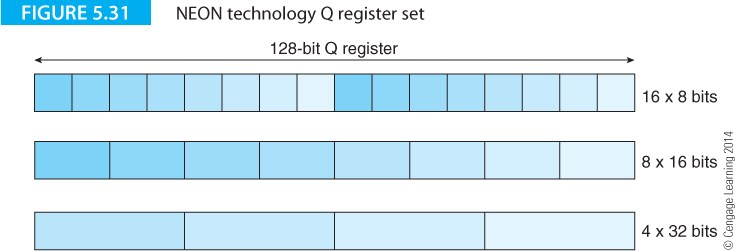 FIGURE 5.31 NEON technology Q register set
128-bit Q register
16 x 8 bits
8 x 16 bits
4 x 32 bits
© Cengage Learning 2014